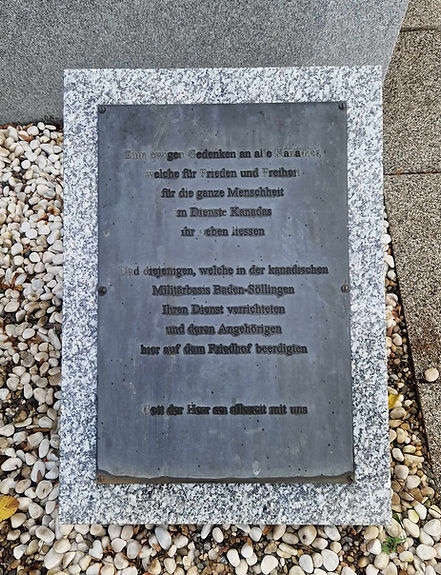 Zum ewigen Gedenken an alle Kanadier,
welche für Frieden und Freiheit
für die ganze Menschheit
im Dienste Kanadas
ihr Leben liessen
Und diejenigen, welche in der kanadischen
Militärbasis Baden-Söllingen
Ihren Dienst verrichteten
und deren Angehörigen
hier auf dem Friedhof beerdigten
Gott der Herr sei allezeit mit uns